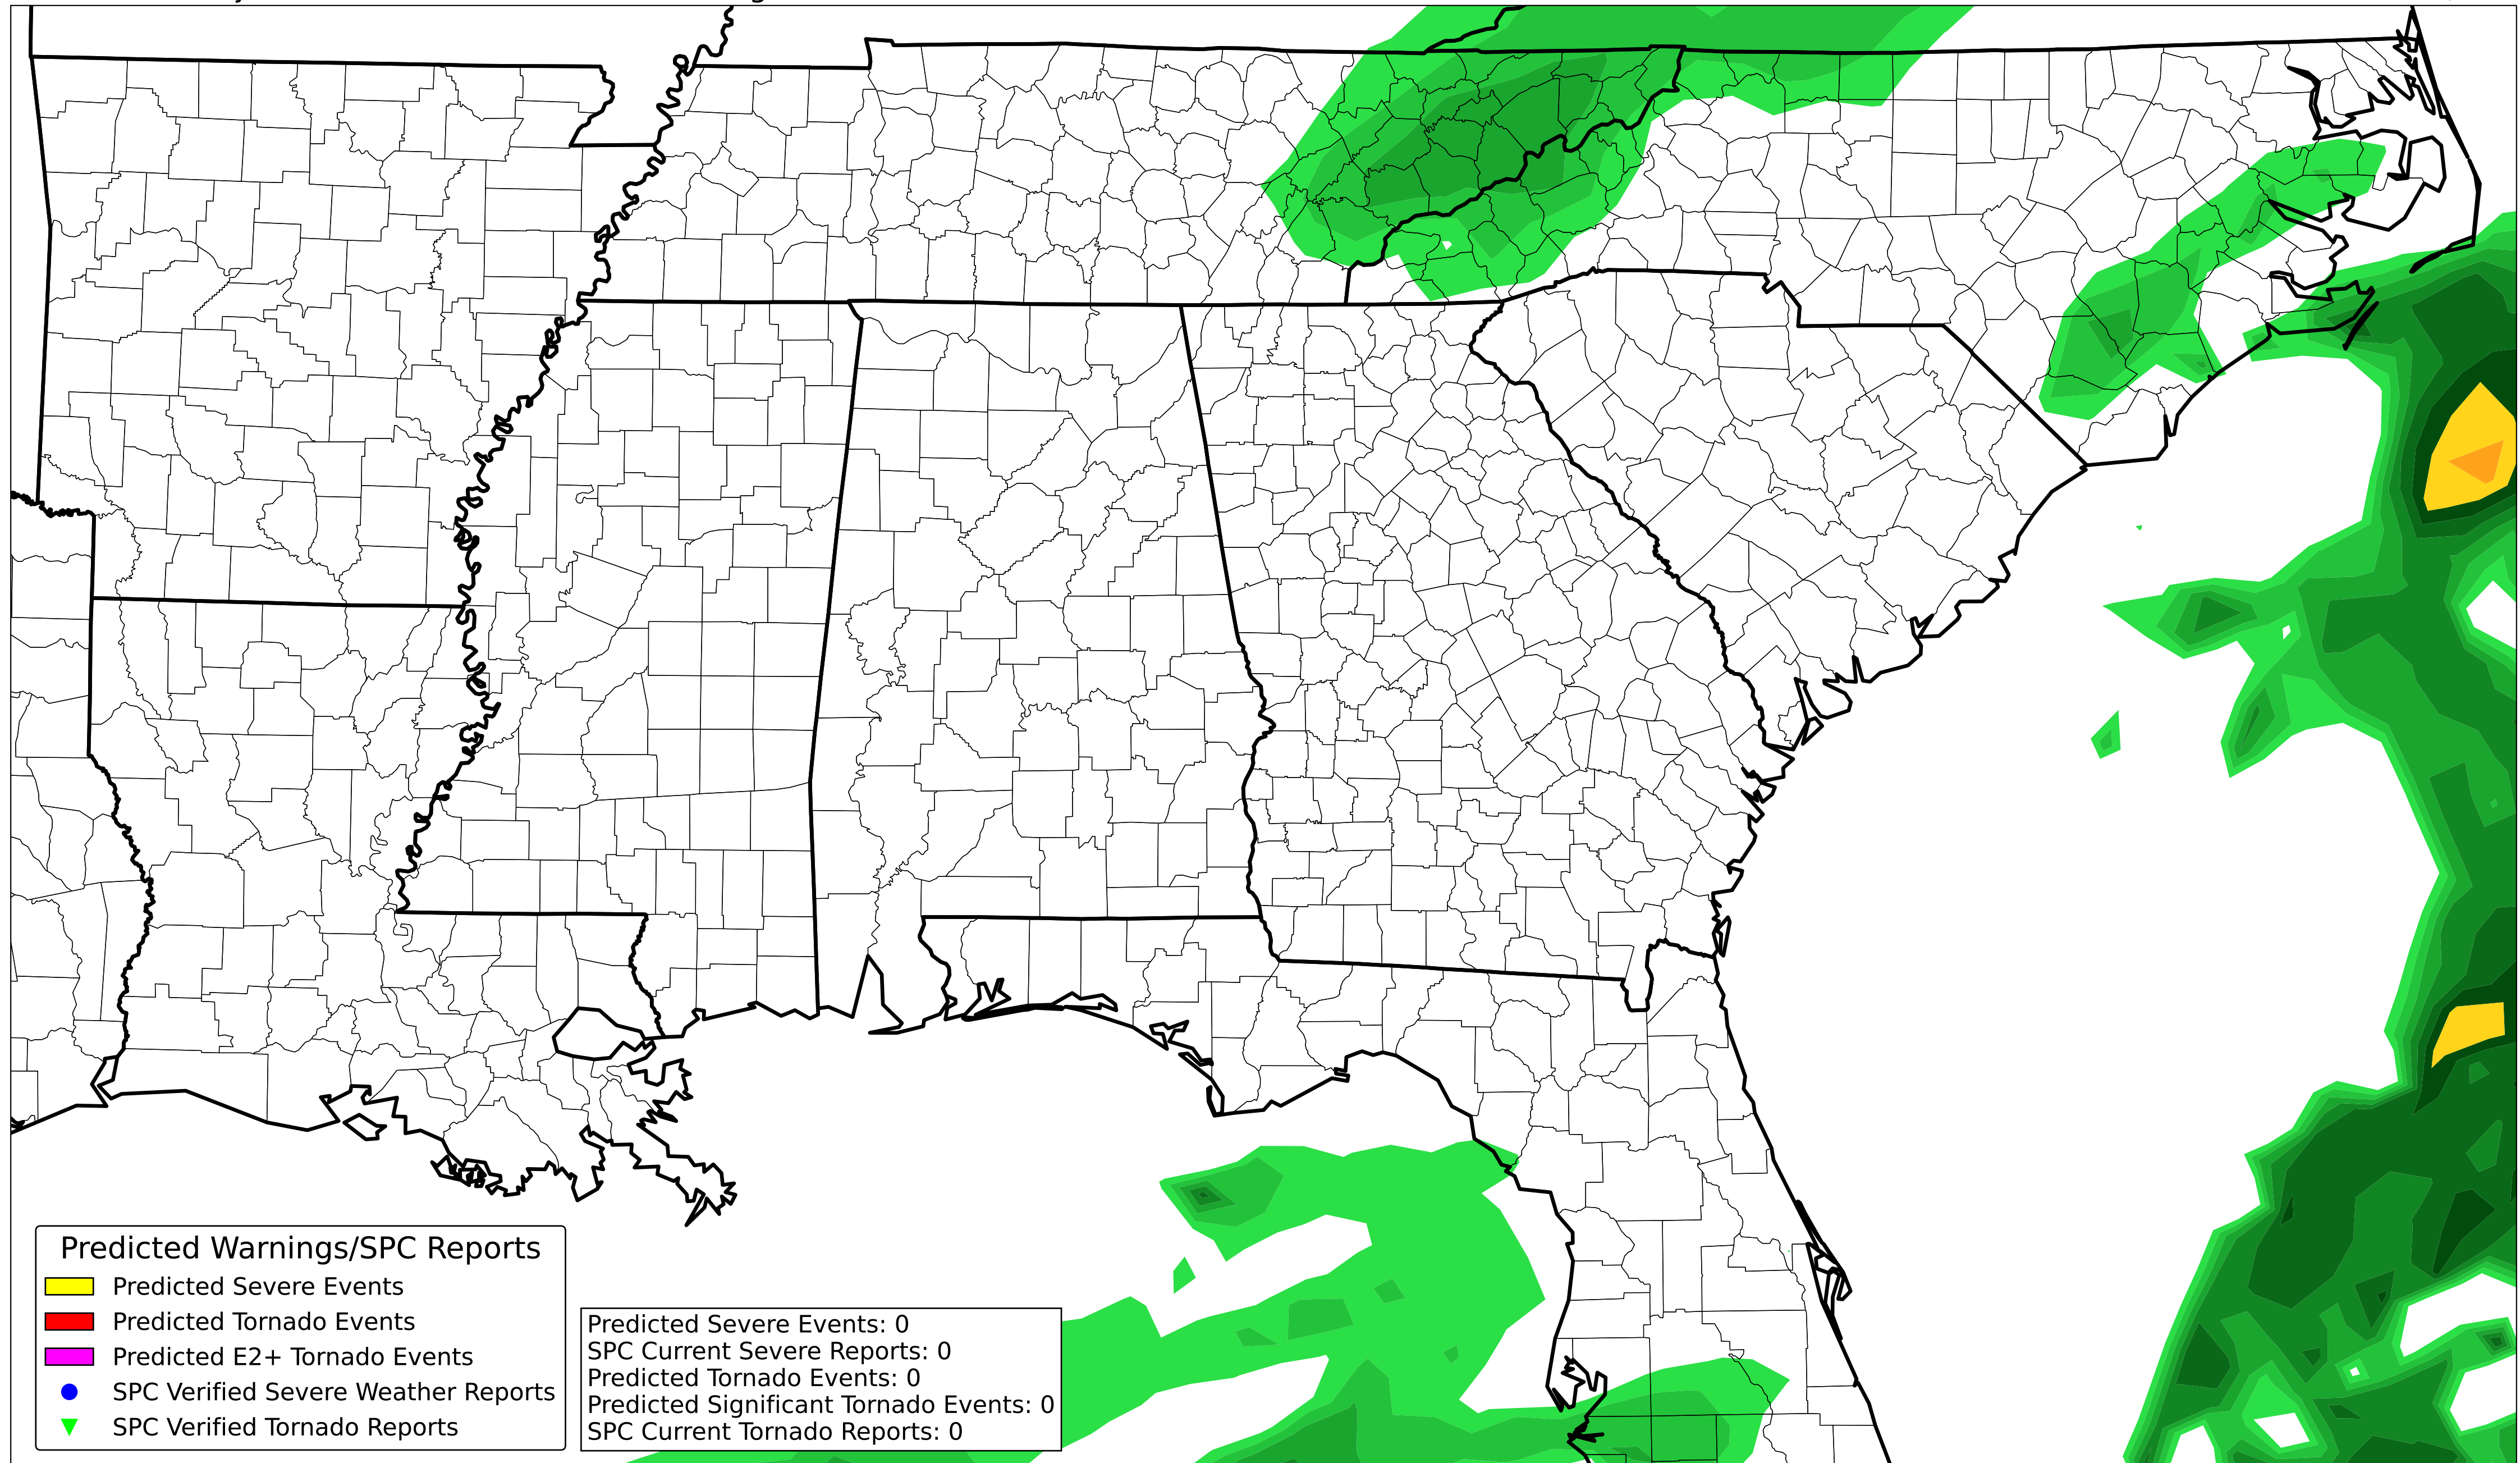 Predicted Warnings/SPC Reports
Predicted Severe Events
Predicted Tornado Events
Predicted E2+ Tornado Events
SPC Verified Severe Weather Reports
SPC Verified Tornado Reports
Predicted Severe Events: 0
SPC Current Severe Reports: 0
Predicted Tornado Events: 0
Predicted Significant Tornado Events: 0
SPC Current Tornado Reports: 0